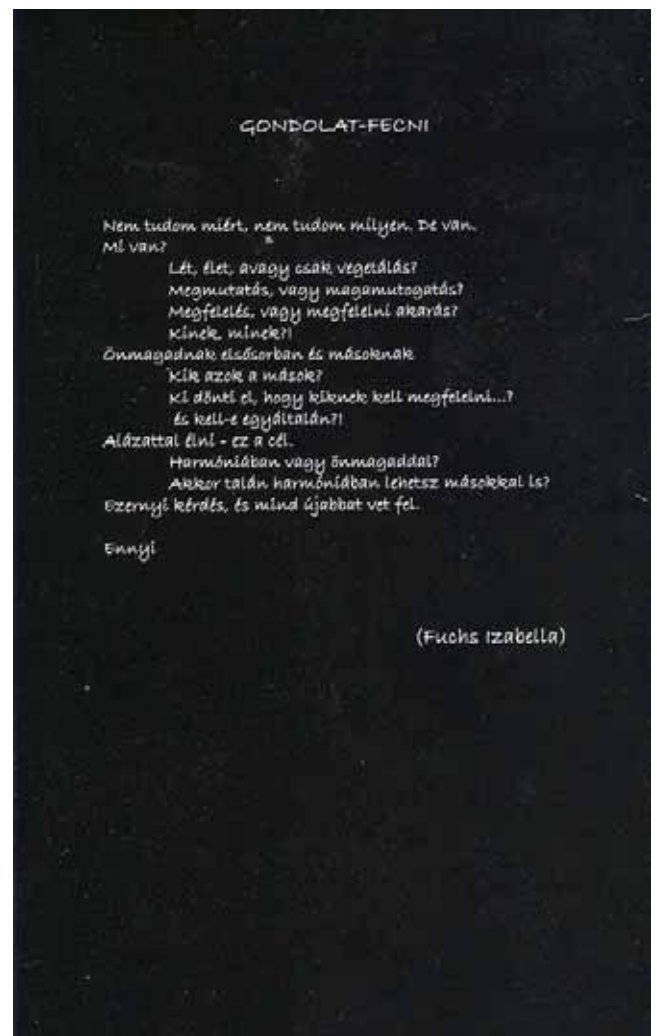 GONDOLAT-FECNI
Nem tudom miért, nem tudom milyen. De van.
Mi van?
Lét, élet, avagy csak vegetálás?
Megmutatás, vagy magamutogatás?
Megfelelés, vagy megfelelni akarás?
Kinek, minek?!
Önmagadnak elsősorban és másoknak
Kik azok a mások?
Ki dönti el, hogy kiknek kell megfelelni...?
és kell-e egyáltalán?!
Alázattal élni - ez a cél.
Harmóniában vagy önmagaddal?
Akkor talán harmóniában lehetsz másokkal is?
Ezernyi kérdés, és mind újabbat vet fel.
Ennyi
(Fuchs Izabella)